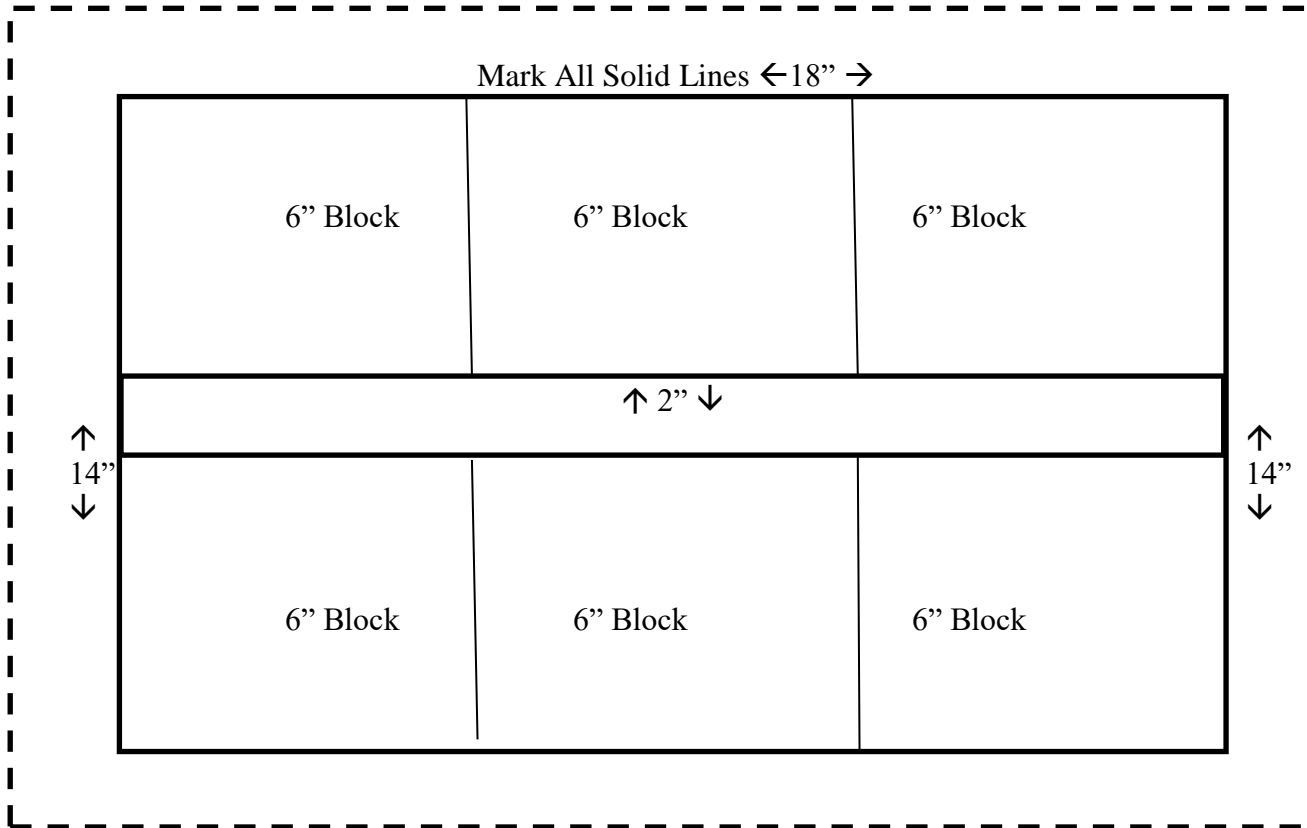 Mark All Solid Lines ←18” →
6” Block 6” Block 6” Block
↑ 2” ↓
↑ ↑
14” 14”
↓ ↓
6” Block 6” Block 6” Block